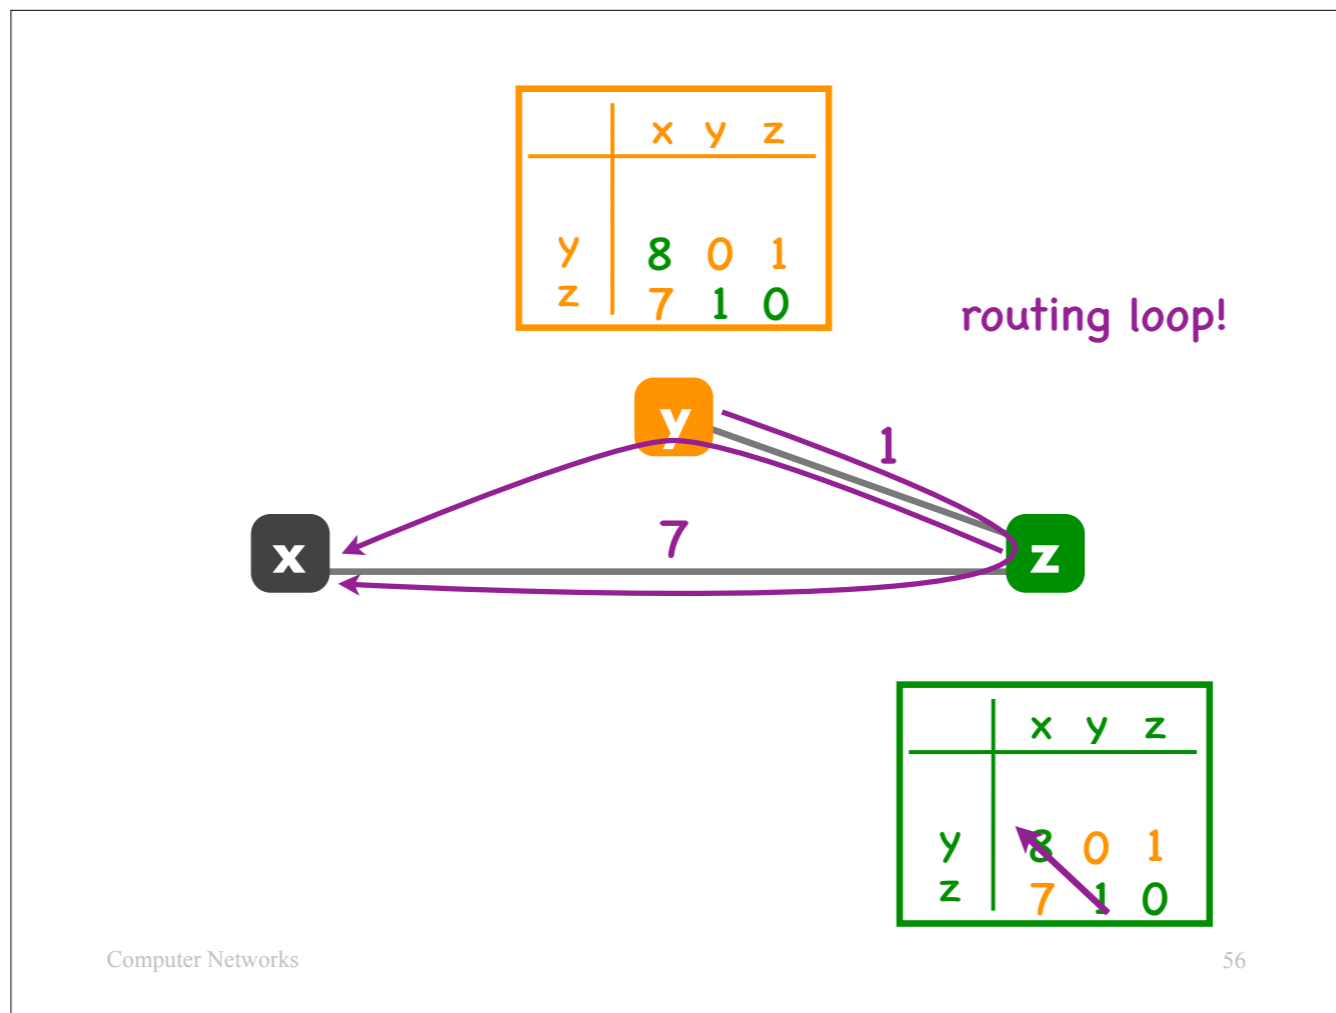 x y z
y 8 0 1
z 7 1 0
routing loop!
y
1
7
x
z
x y z
y 8 0 1
z 7 1 0
Computer Networks
56